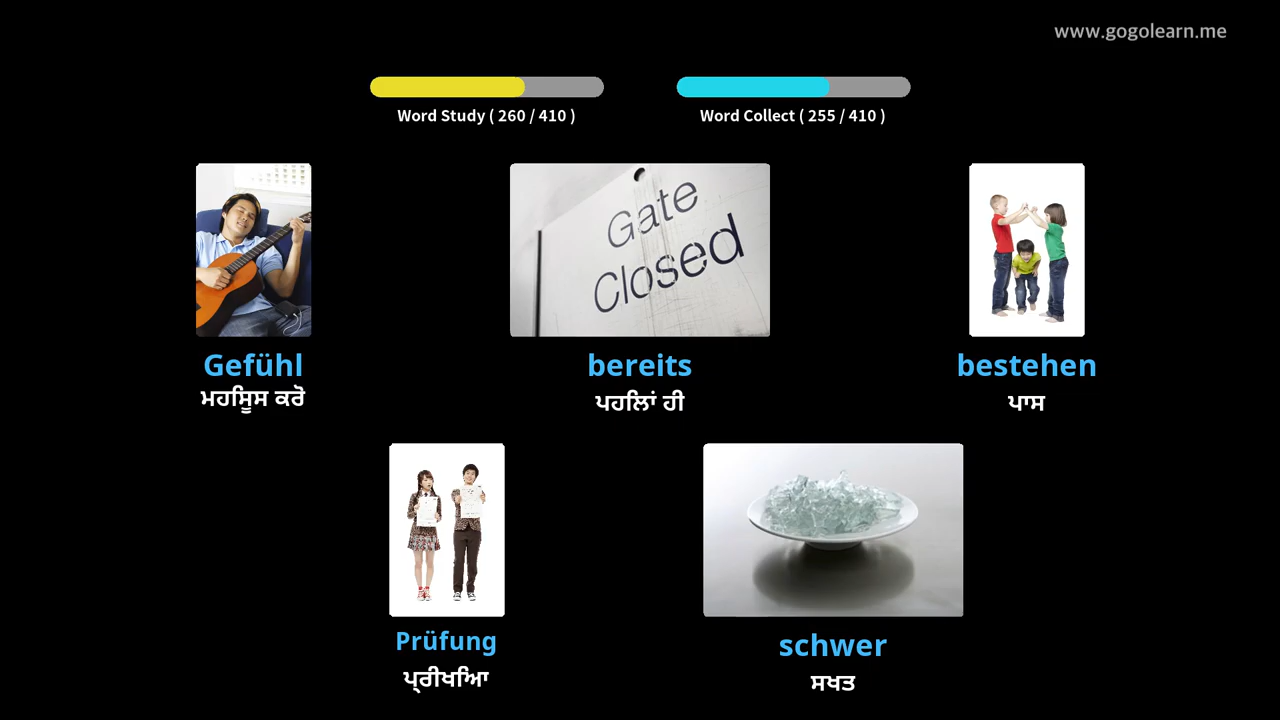 www.gogolearn.me
Word Study ( 260 / 410 )
Word Collect ( 255 / 410 )
Gate
Closed
Gefühl
ਮਹਿਸੂਸ ਕਰੋ
bereits
ਪਹਿਲਾਂ ਹੀ
bestehen
ਪਾਸ
Prüfung
ਪ੍ਰੀਖਿਆ
schwer
ਸਖਤ